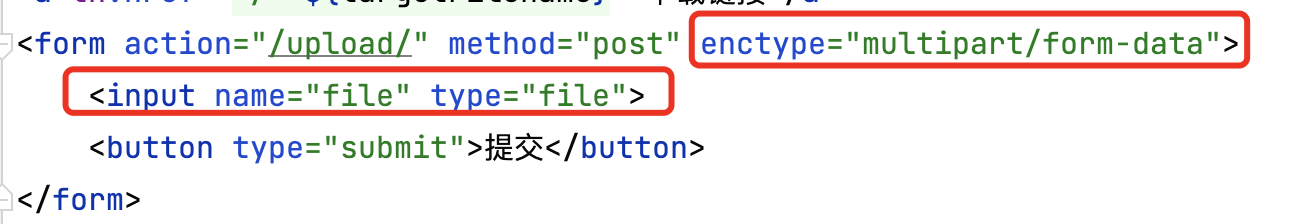 <form action="/upload/" method="post" enctype="multipart/form-data">
<input name="file" type="file">
<button type="submit">提交</button>
</form>